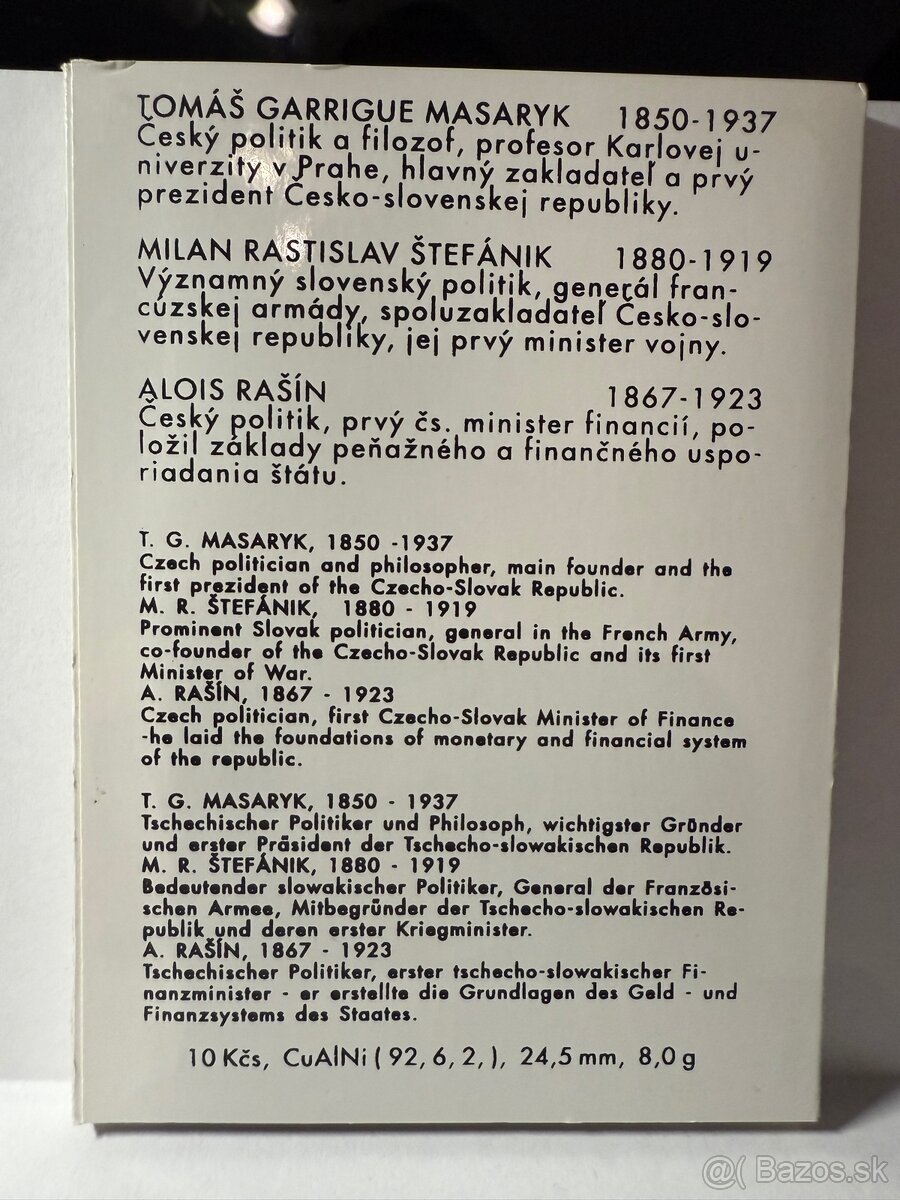 TOMÁŠ GARRIGUE MASARYK 1850-1937
Český politik a filozof, profesor Karlovej u-
niverzity v Prahe, hlavný zakladateľ a prvý
prezident Česko-slovenskej republiky.
MILAN RASTISLAV ŠTEFÁNIK 1880-1919
Významný slovenský politik, generál fran-
cúzskej armády, spoluzakladateľ Česko-slo-
venskej republiky, jej prvý minister vojny.
ALOIS RAŠÍN 1867-1923
Český politik, prvý čs. minister financií, po-
ložil základy peňažného a finančného uspo-
riadania štátu.
T. G. MASARYK, 1850 -1937
Czech politician and philosopher, main founder and the
first prezident of the Czecho-Slovak Republic.
M. R. ŠTEFÁNIK, 1880 - 1919
Prominent Slovak politician, general in the French Army,
co-founder of the Czecho-Slovak Republic and its first
Minister of War.
A. RAŠÍN, 1867 - 1923
Czech politician, first Czecho-Slovak Minister of Finance
-he laid the foundations of monetary and financial system
of the republic.
T. G. MASARYK, 1850 - 1937
Tschechischer Politiker und Philosoph, wichtigster Gründer
und erster Präsident der Tschecho-slowakischen Republik.
M. R. ŠTEFÁNIK, 1880 - 1919
Bedeutender slowakischer Politiker, General der Französi-
schen Armee, Mitbegründer der Tschecho-slowakischen Re-
publik und deren erster Kriegminister.
A. RAŠÍN, 1867 - 1923
Tschechischer Politiker, erster tschecho-slowakischer Fi-
nanzminister - er erstellte die Grundlagen des Geld - und
Finanzsystems des Staates.
10 Kčs, CuAlNi ( 92, 6, 2, ), 24,5 mm, 8,0 g
@( Bazos.sk